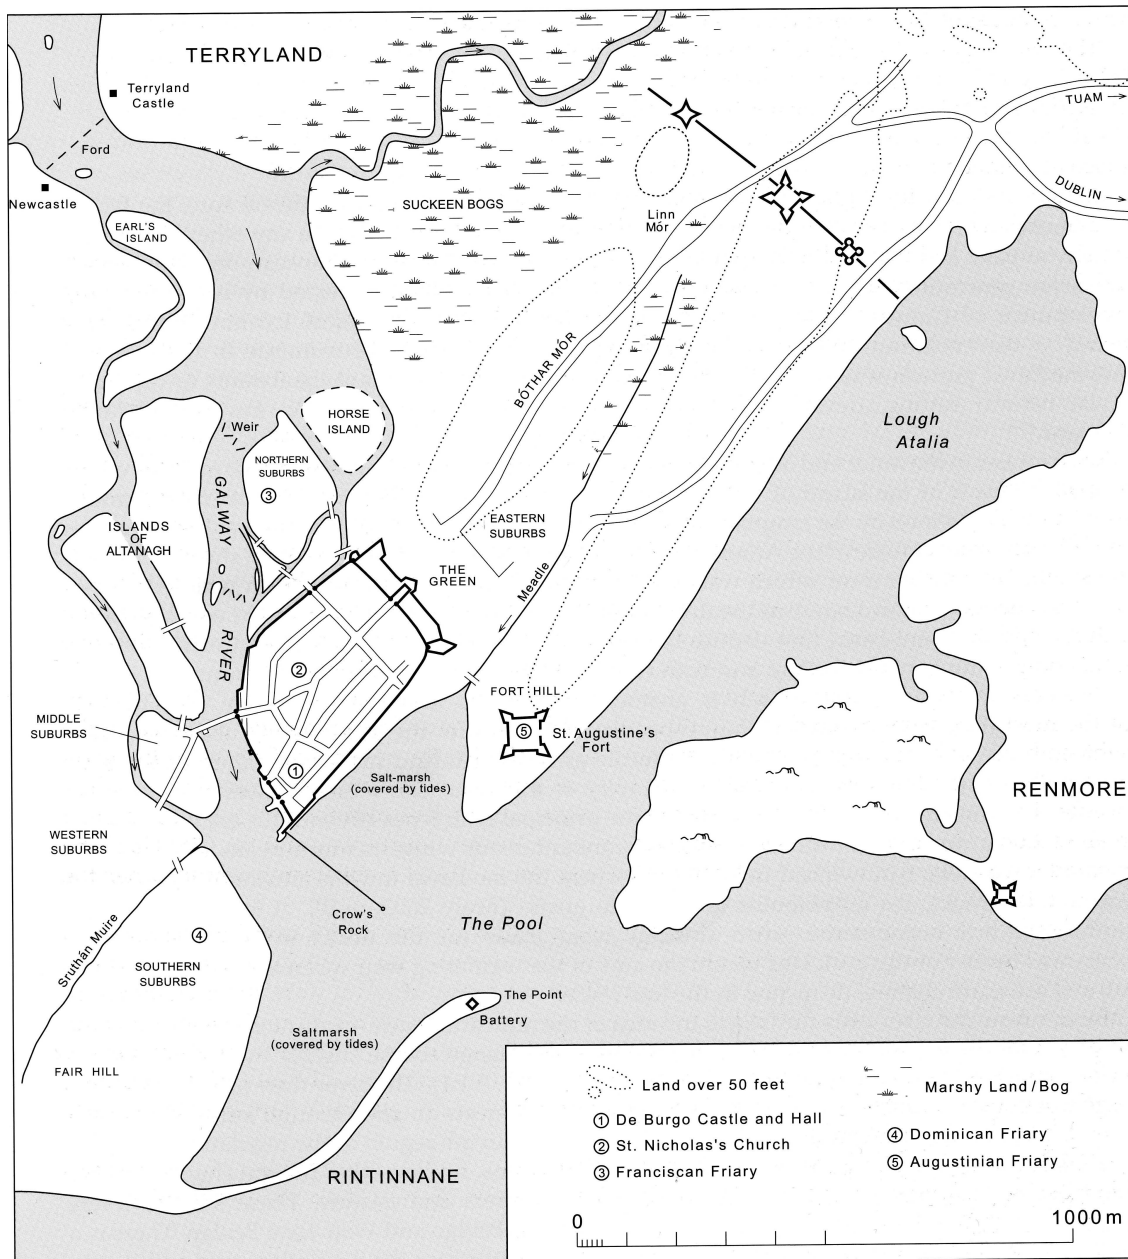 TERRYLAND
Terryland
Castle
Ford
Newcastle
EARL'S
ISLAND
SUCKEEN BOGS
Linn
Mór
TUAM
DUBLIN
BÓTHAR MÓR
HORSE
ISLAND
Weir
NORTHERN
SUBURBS
3
GALWAY
RIVER
ISLANDS
OF
ALTANAGH
EASTERN
SUBURBS
THE
GREEN
Meadle
Lough
Atalia
2
FORT HILL
5
St. Augustine's
Fort
MIDDLE
SUBURBS
1
Salt-marsh
(covered by tides)
RENMORE
WESTERN
SUBURBS
Crow's
Rock
The Pool
Sruthán Muire
4
SOUTHERN
SUBURBS
The Point
Battery
Saltmarsh
(covered by tides)
FAIR HILL
RINTINNANE
Land over 50 feet
Marshy Land/Bog
1 De Burgo Castle and Hall
2 St. Nicholas's Church
3 Franciscan Friary
4 Dominican Friary
5 Augustinian Friary
0
1000 m